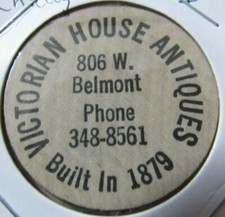 VICTORIAN HOUSE ANTIQUES
806 W.
Belmont
Phone
348-8561
Built In 1879